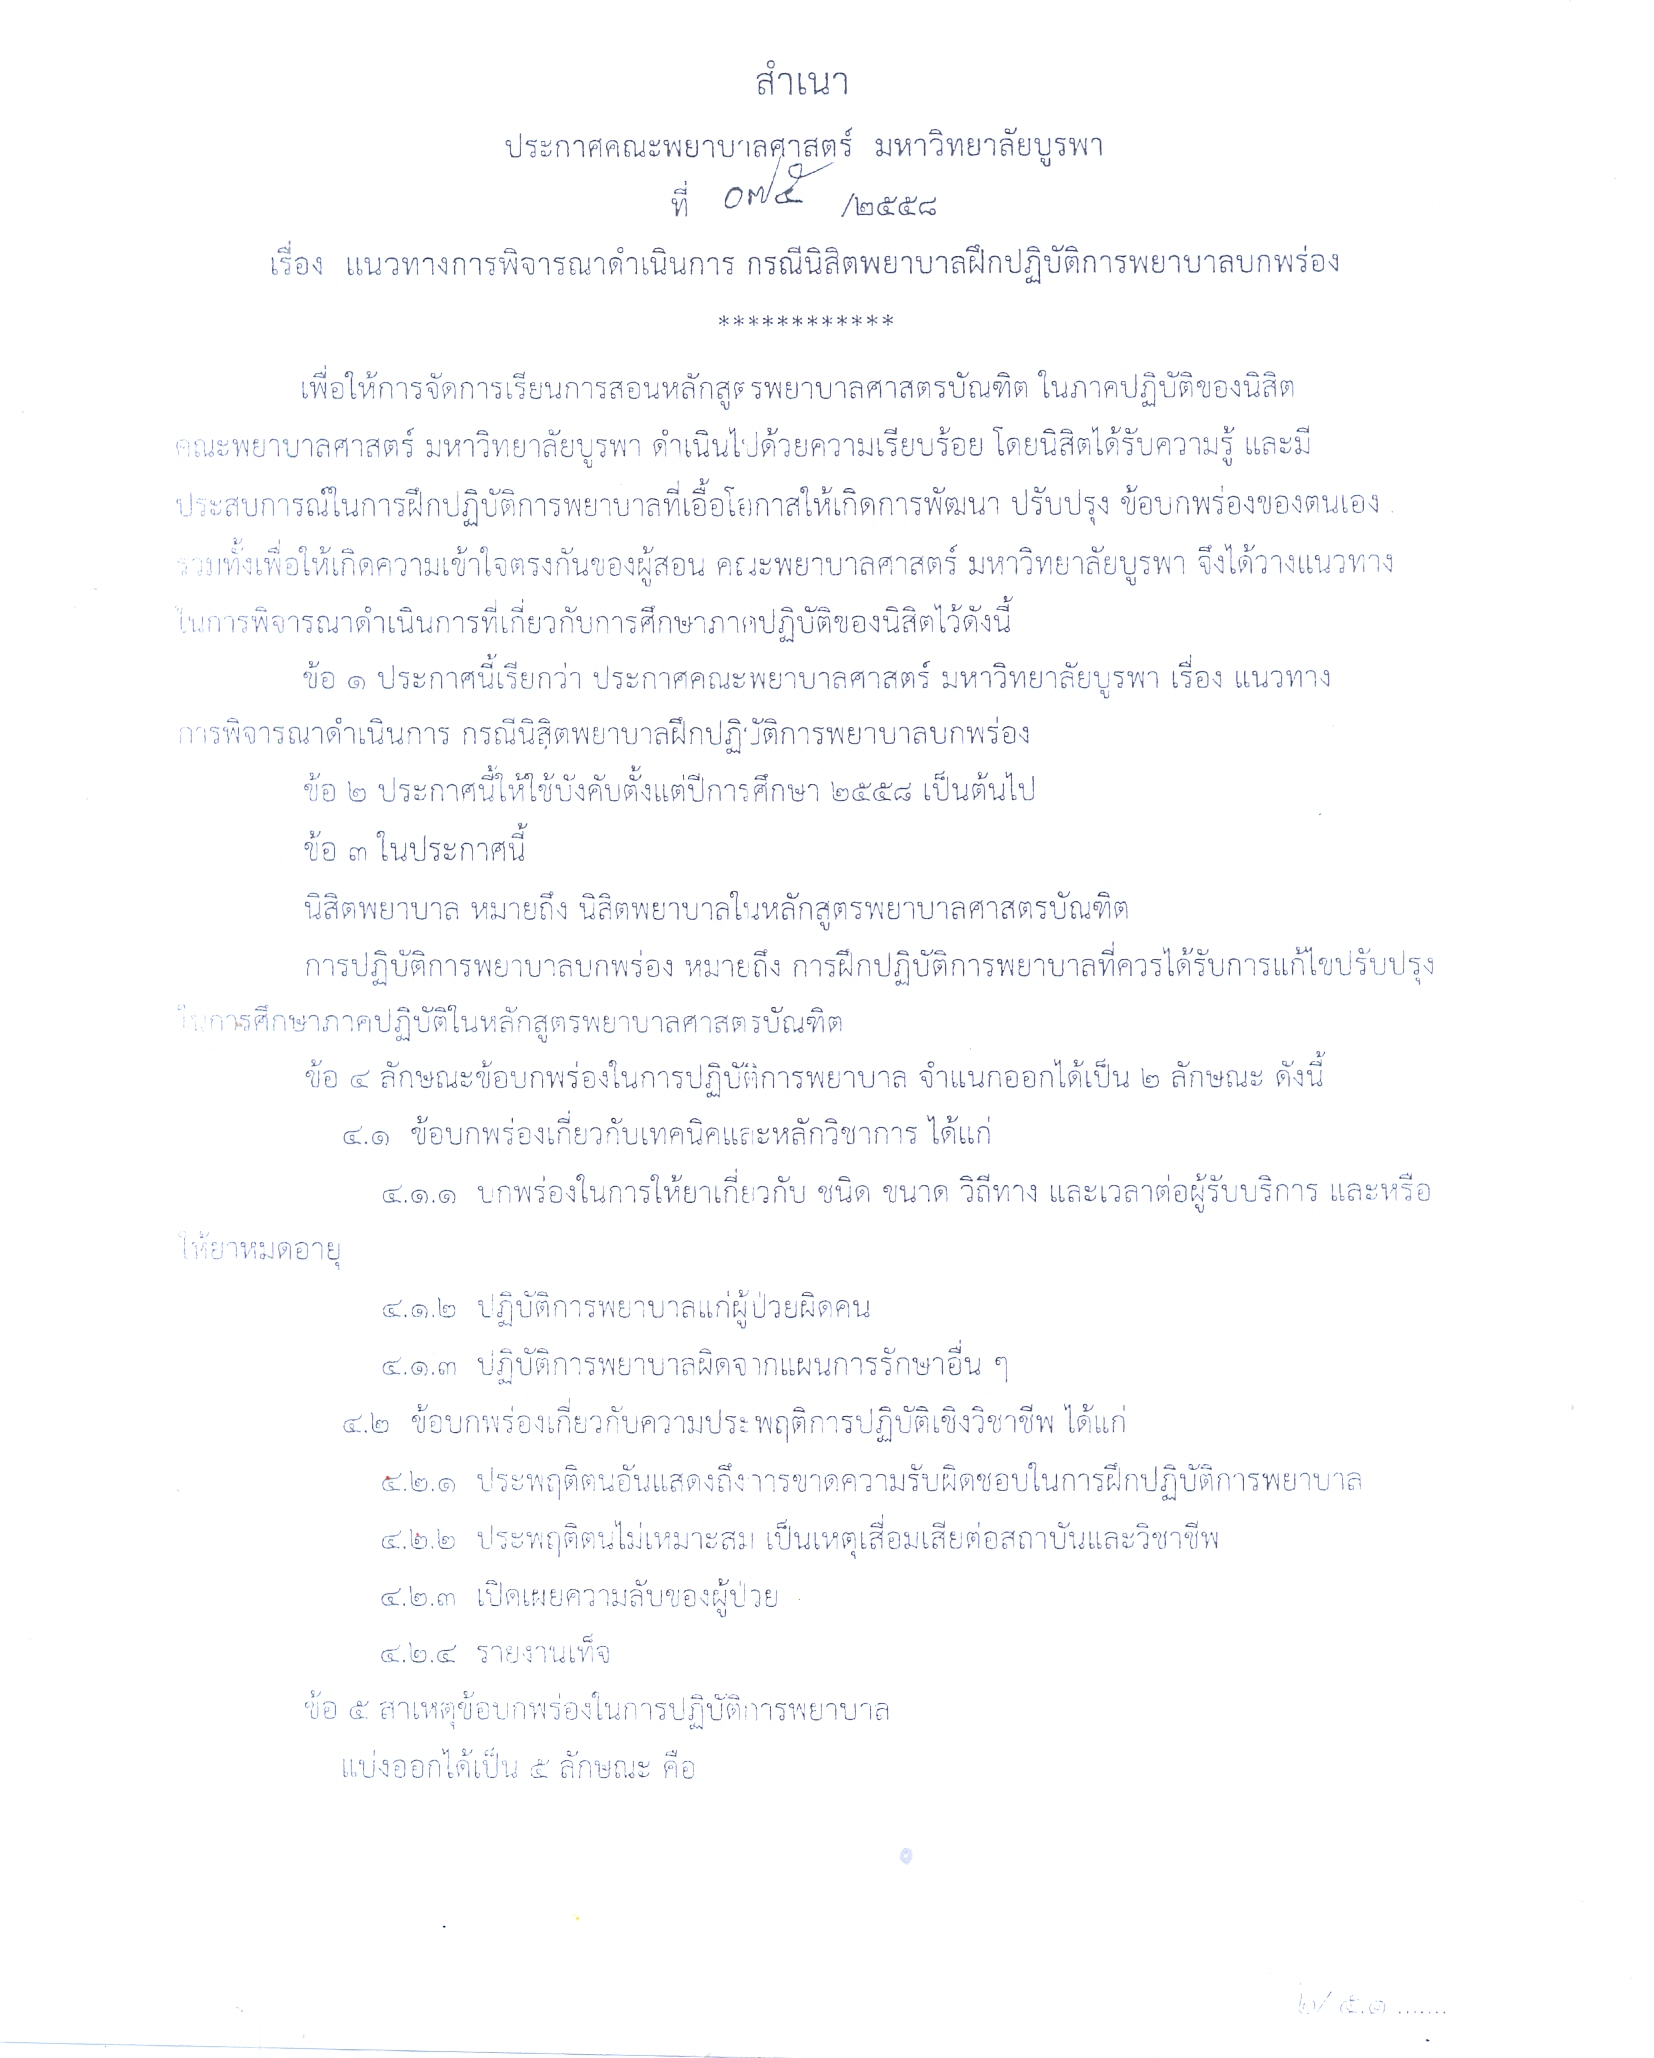 สำเนา
ประกาศคณะพยาบาลศาสตร์ มหาวิทยาลัยบูรพา
ที่ ๐๗๕ /๒๕๕๘
เรื่อง แนวทางการพิจารณาดำเนินการ กรณีนิสิตพยาบาลฝึกปฏิบัติการพยาบาลบกพร่อง
************
เพื่อให้การจัดการเรียนการสอนหลักสูตรพยาบาลศาสตรบัณฑิต ในภาคปฏิบัติของนิสิต
คณะพยาบาลศาสตร์ มหาวิทยาลัยบูรพา ดำเนินไปด้วยความเรียบร้อย โดยนิสิตได้รับความรู้ และมี
ประสบการณ์ในการฝึกปฏิบัติการพยาบาลที่เอื้อโอกาสให้เกิดการพัฒนา ปรับปรุง ข้อบกพร่องของตนเอง
รวมทั้งเพื่อให้เกิดความเข้าใจตรงกันของผู้สอน คณะพยาบาลศาสตร์ มหาวิทยาลัยบูรพา จึงได้วางแนวทาง
ในการพิจารณาดำเนินการที่เกี่ยวกับการศึกษาภาคปฏิบัติของนิสิตไว้ดังนี้
ข้อ ๑ ประกาศนี้เรียกว่า ประกาศคณะพยาบาลศาสตร์ มหาวิทยาลัยบูรพา เรื่อง แนวทาง
การพิจารณาดำเนินการ กรณีนิสิตพยาบาลฝึกปฏิบัติการพยาบาลบกพร่อง
ข้อ ๒ ประกาศนี้ให้ใช้บังคับตั้งแต่ปีการศึกษา ๒๕๕๘ เป็นต้นไป
ข้อ ๓ ในประกาศนี้
นิสิตพยาบาล หมายถึง นิสิตพยาบาลในหลักสูตรพยาบาลศาสตรบัณฑิต
การปฏิบัติการพยาบาลบกพร่อง หมายถึง การฝึกปฏิบัติการพยาบาลที่ควรได้รับการแก้ไขปรับปรุง
ในการศึกษาภาคปฏิบัติในหลักสูตรพยาบาลศาสตรบัณฑิต
ข้อ ๔ ลักษณะข้อบกพร่องในการปฏิบัติการพยาบาล จำแนกออกได้เป็น ๒ ลักษณะ ดังนี้
๔.๑ ข้อบกพร่องเกี่ยวกับเทคนิคและหลักวิชาการ ได้แก่
๔.๑.๑ บกพร่องในการให้ยาเกี่ยวกับ ชนิด ขนาด วิถีทาง และเวลาต่อผู้รับบริการ และหรือ
ให้ยาหมดอายุ
๔.๑.๒ ปฏิบัติการพยาบาลแก่ผู้ป่วยผิดคน
๔.๑.๓ ปฏิบัติการพยาบาลผิดจากแผนการรักษาอื่น ๆ
๔.๒ ข้อบกพร่องเกี่ยวกับความประพฤติการปฏิบัติเชิงวิชาชีพ ได้แก่
๔.๒.๑ ประพฤติตนอันแสดงถึงการขาดความรับผิดชอบในการฝึกปฏิบัติการพยาบาล
๔.๒.๒ ประพฤติตนไม่เหมาะสม เป็นเหตุเสื่อมเสียต่อสถาบันและวิชาชีพ
๔.๒.๓ เปิดเผยความลับของผู้ป่วย
๔.๒.๔ รายงานเท็จ
ข้อ ๕ สาเหตุข้อบกพร่องในการปฏิบัติการพยาบาล
แบ่งออกได้เป็น ๕ ลักษณะ คือ
๒/ ๕.๑ .......